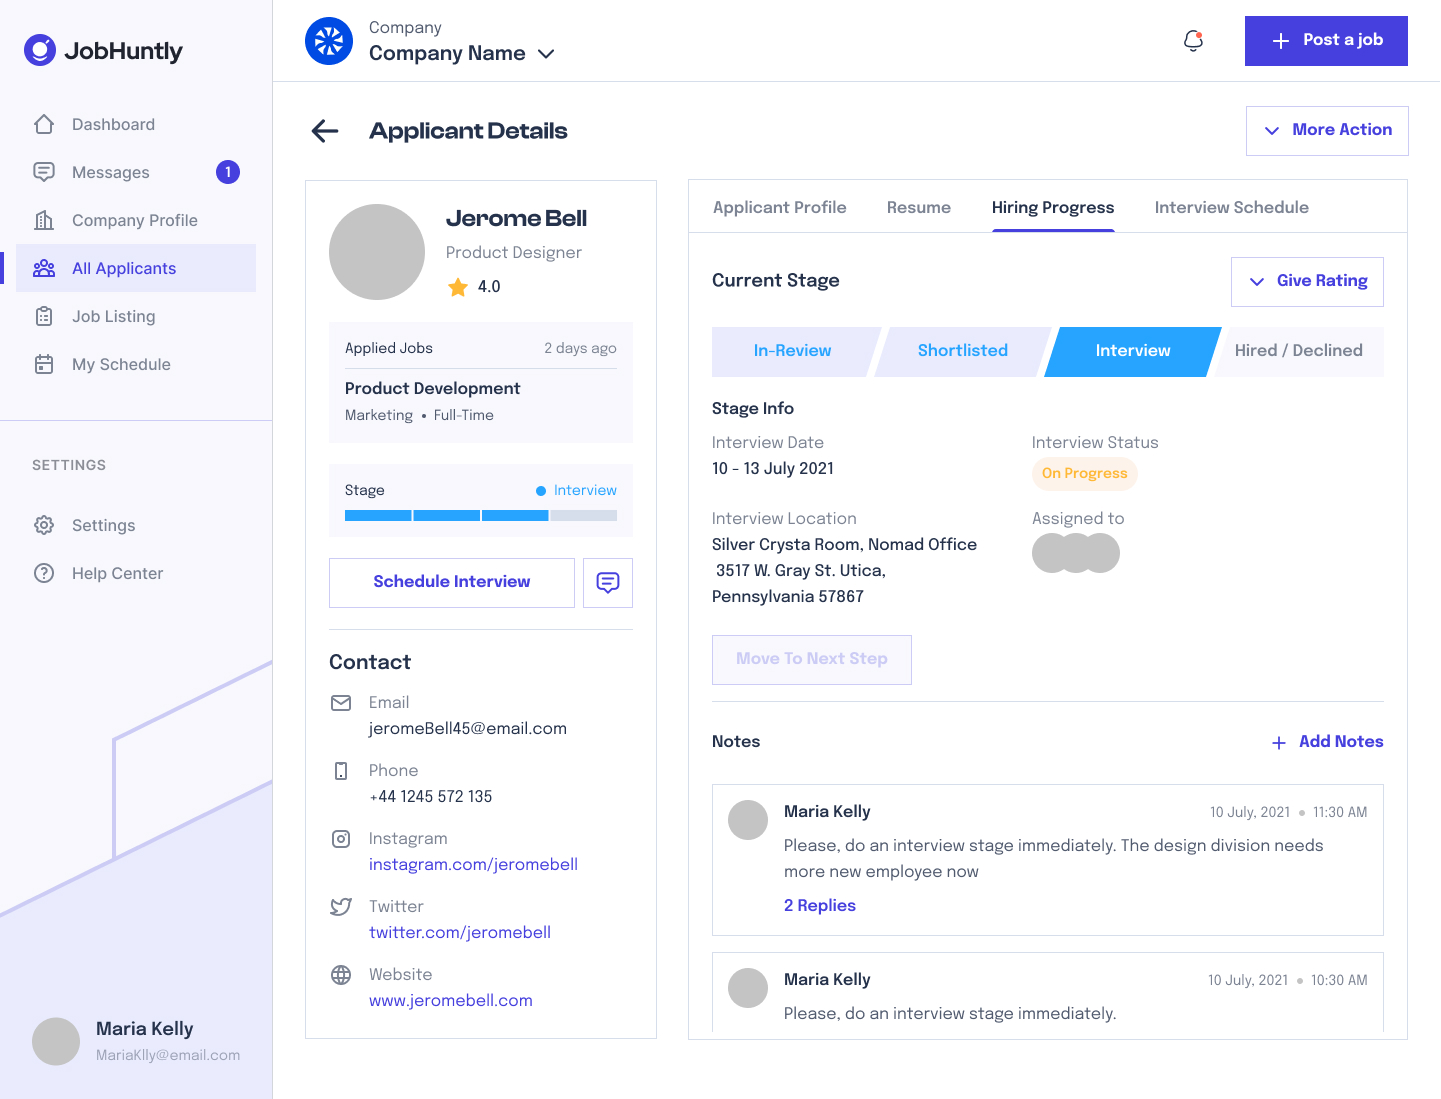 JobHuntly
Dashboard
Messages
1
Company Profile
All Applicants
Job Listing
My Schedule
SETTINGS
Settings
Help Center
Maria Kelly
MariaKlly@email.com
Company
Company Name
Post a job
Applicant Details
More Action
Jerome Bell
Product Designer
4.0
Applied Jobs
2 days ago
Product Development
Marketing • Full-Time
Stage
Interview
Schedule Interview
Contact
Email
jeromeBell45@email.com
Phone
+44 1245 572 135
Instagram
instagram.com/jeromebell
Twitter
twitter.com/jeromebell
Website
www.jeromebell.com
Applicant Profile
Resume
Hiring Progress
Interview Schedule
Current Stage
Give Rating
In-Review
Shortlisted
Interview
Hired / Declined
Stage Info
Interview Date
10 - 13 July 2021
Interview Status
On Progress
Interview Location
Silver Crysta Room, Nomad Office
3517 W. Gray St. Utica,
Pennsylvania 57867
Assigned to
Move To Next Step
Notes
Add Notes
Maria Kelly
10 July, 2021 • 11:30 AM
Please, do an interview stage immediately. The design division needs
more new employee now
2 Replies
Maria Kelly
10 July, 2021 • 10:30 AM
Please, do an interview stage immediately.